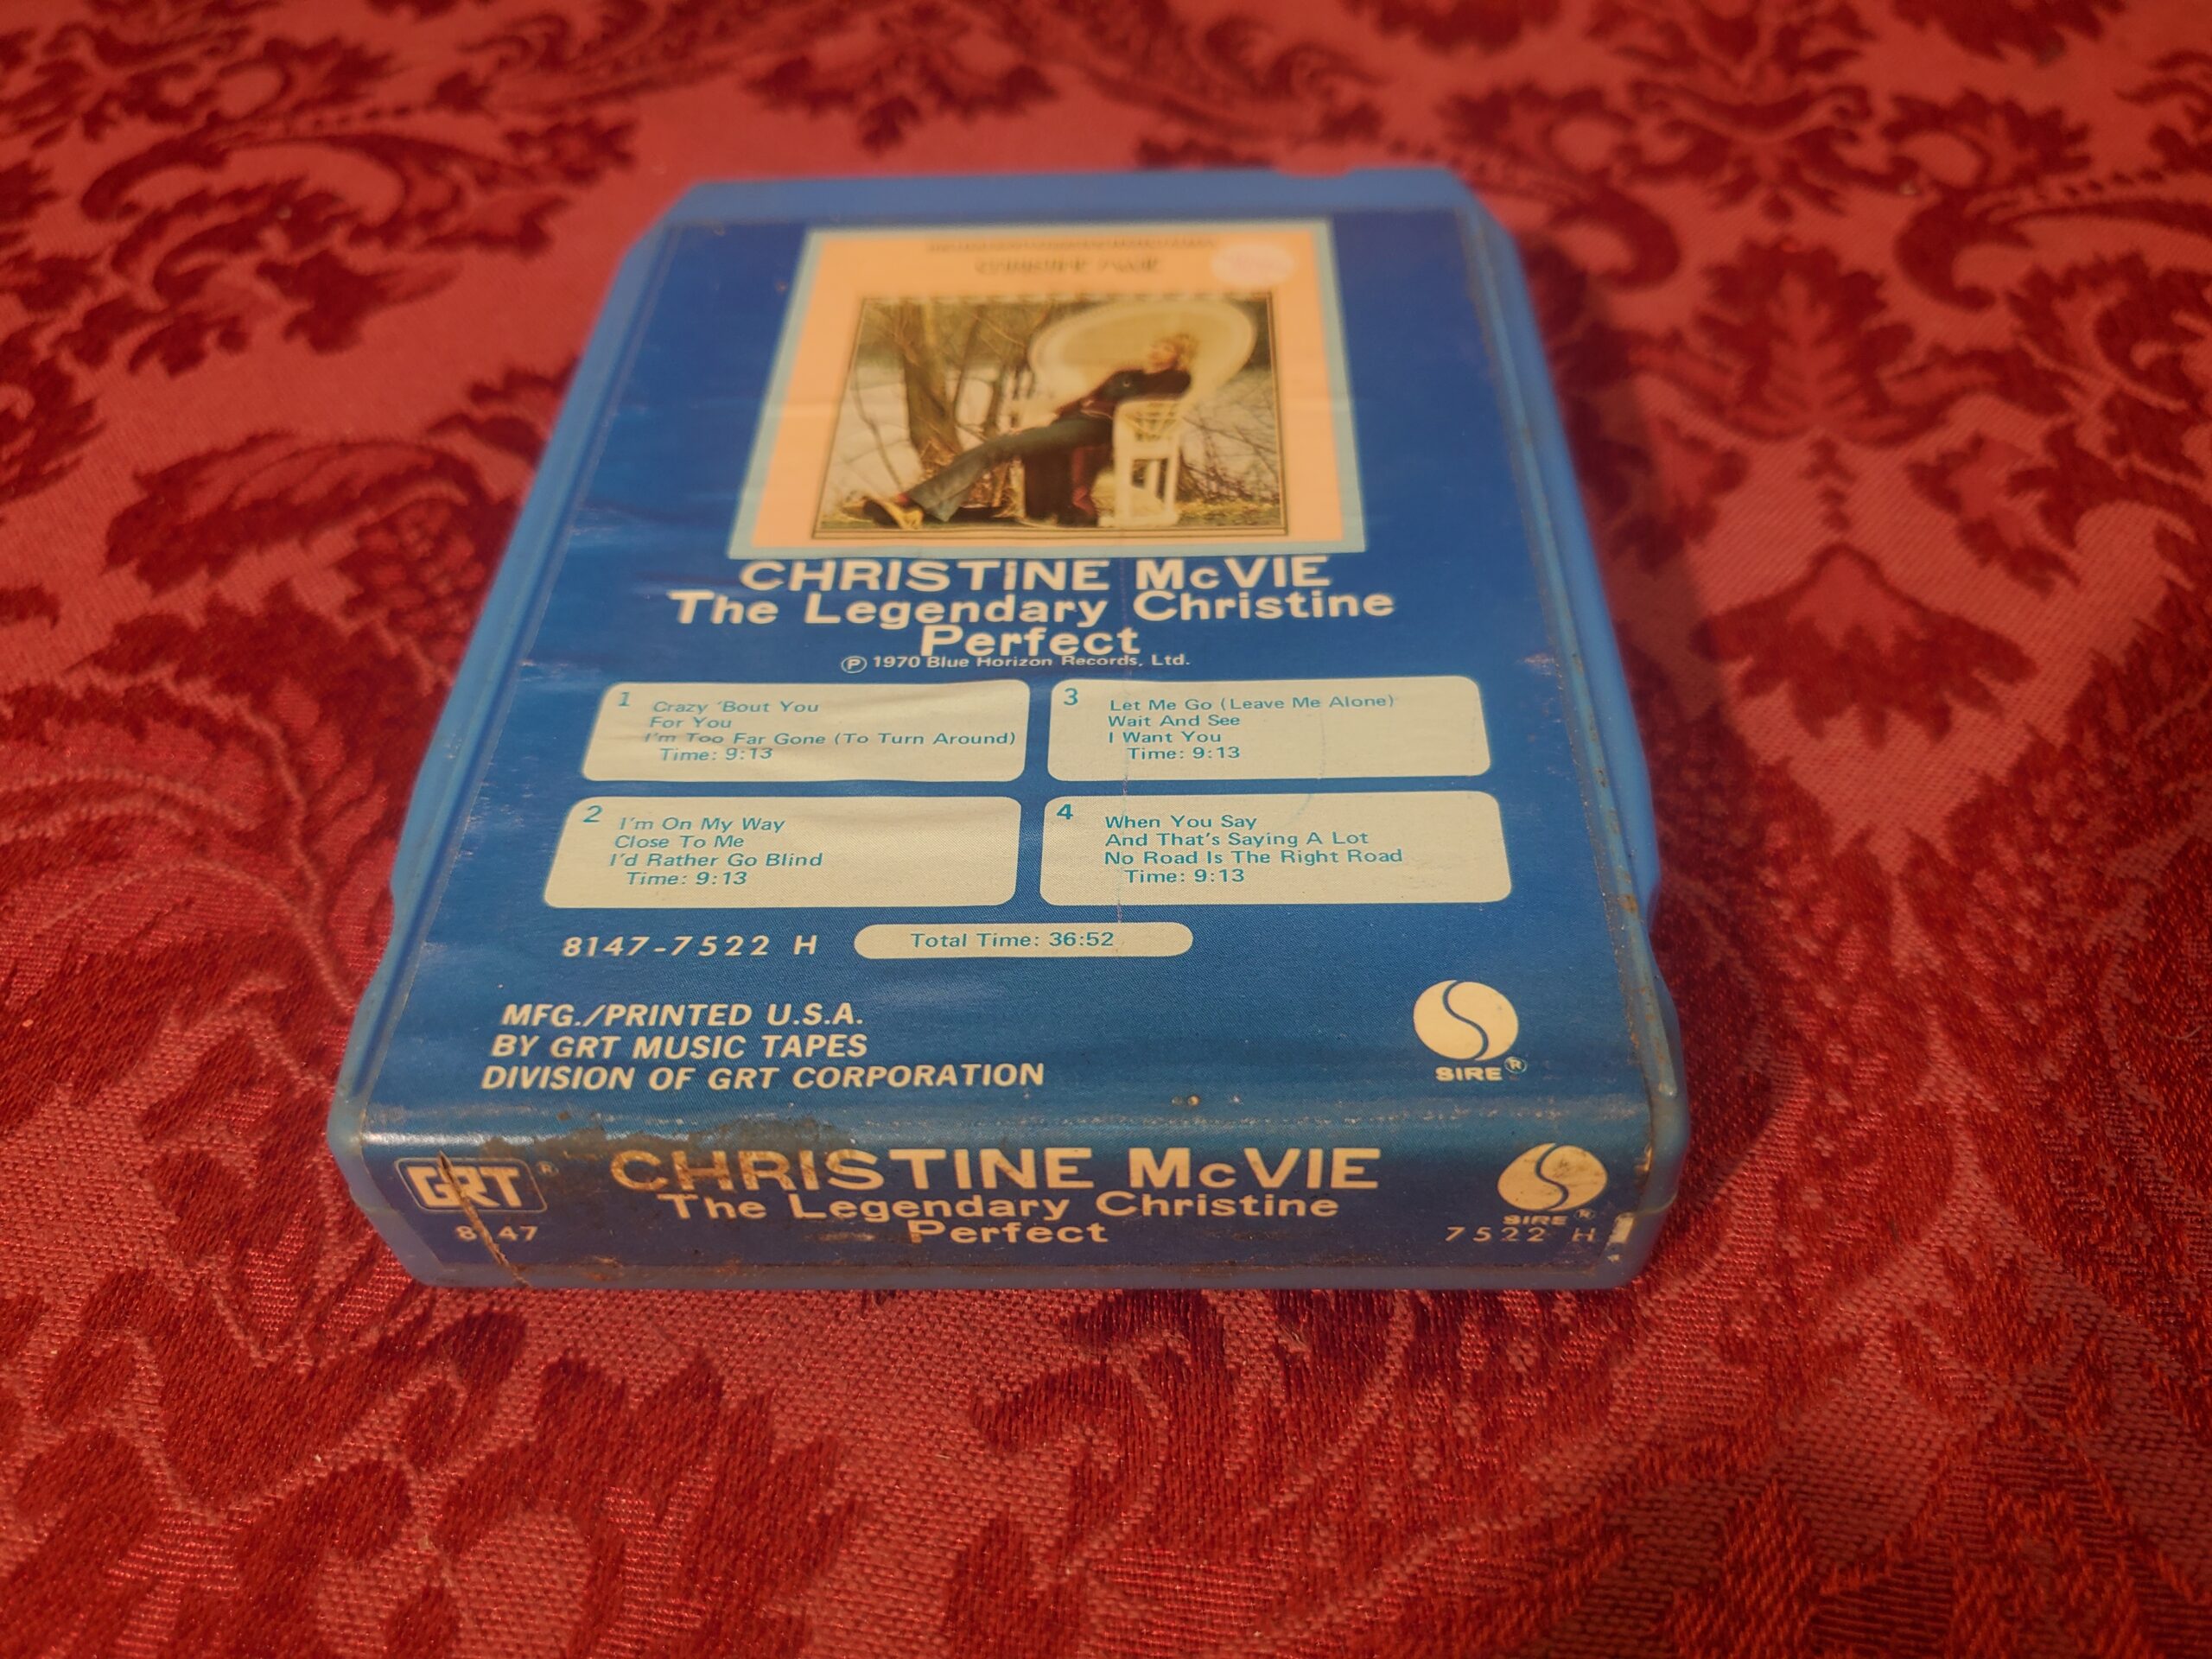 CHRISTINE McVIE
The Legendary Christine
Perfect
Ⓟ 1970 Blue Horizon Records, Ltd.
1
Crazy 'Bout You
For You
I'm Too Far Gone (To Turn Around)
Time: 9:13
2
I'm On My Way
Close To Me
I'd Rather Go Blind
Time: 9:13
3
Let Me Go (Leave Me Alone)
Wait And See
I Want You
Time: 9:13
4
When You Say
And That's Saying A Lot
No Road Is The Right Road
Time: 9:13
8147-7522 H
Total Time: 36:52
MFG./PRINTED U.S.A.
BY GRT MUSIC TAPES
DIVISION OF GRT CORPORATION
SIRE®
GRT®
8147
CHRISTINE McVIE
The Legendary Christine
Perfect
SIRE®
7522 H